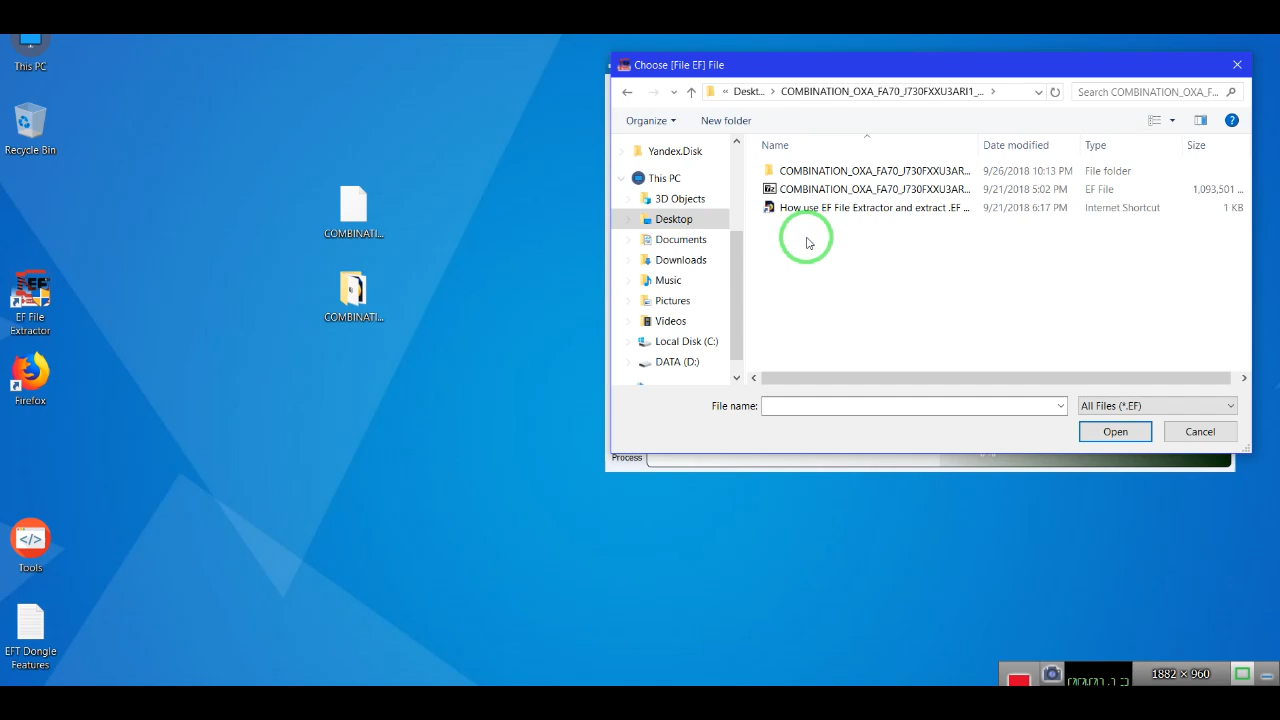 This PC
Recycle Bin
COMBINATI...
COMBINATI...
EF File
Extractor
Firefox
Tools
EFT Dongle
Features
Choose [File EF] File
« Deskt... > COMBINATION_OXA_FA70_J730FXXU3ARI1_... >
Search COMBINATION_OXA_F...
Organize
New folder
Yandex.Disk
This PC
3D Objects
Desktop
Documents
Downloads
Music
Pictures
Videos
Local Disk (C:)
DATA (D:)
Name Date modified Type Size
COMBINATION_OXA_FA70_J730FXXU3AR... 9/26/2018 10:13 PM File folder
COMBINATION_OXA_FA70_J730FXXU3AR... 9/21/2018 5:02 PM EF File 1,093,501 ...
How use EF File Extractor and extract .EF ... 9/21/2018 6:17 PM Internet Shortcut 1 KB
File name:
All Files (*.EF)
Open
Cancel
Process
1882 × 960